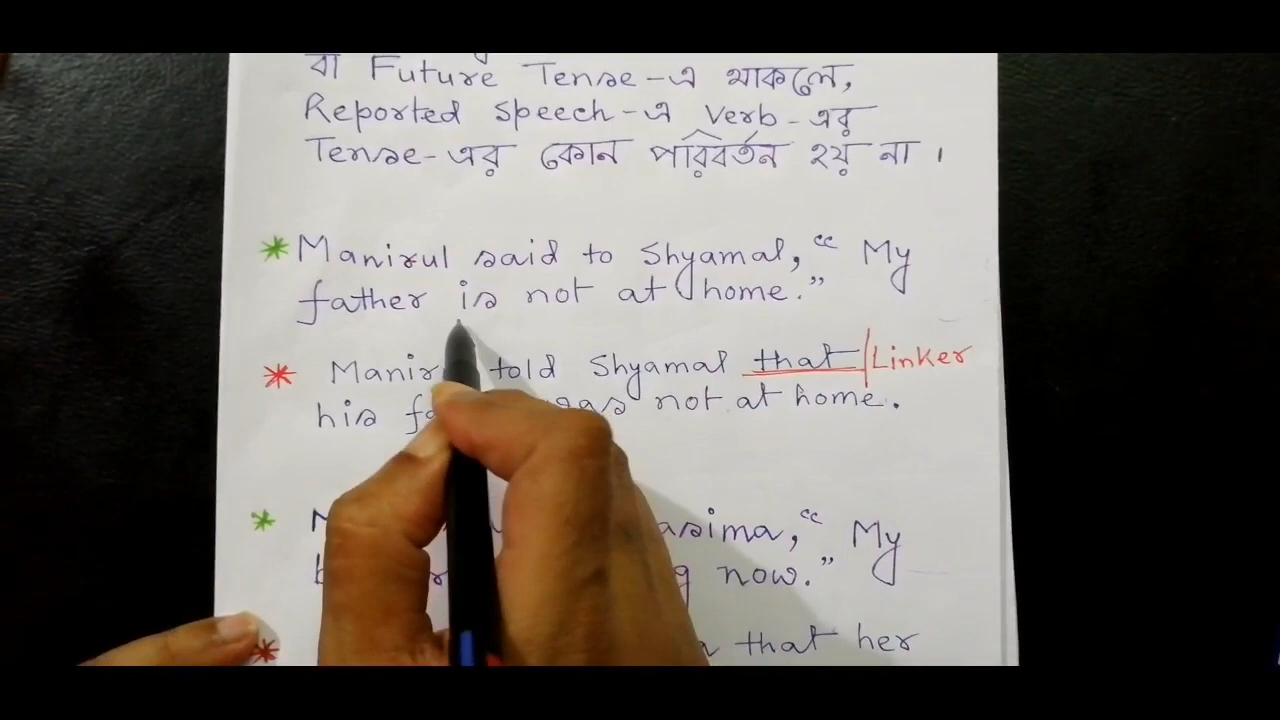 বা Future Tense-এ থাকলে,
Reported speech-এ Verb-এর
Tense-এর কোন পরিবর্তন হয় না ।
* Manirul said to Shyamal, “ My
father is not at home.”
* told Shyamal that | Linker
his was not at home.
* “ My
now.”
* that her